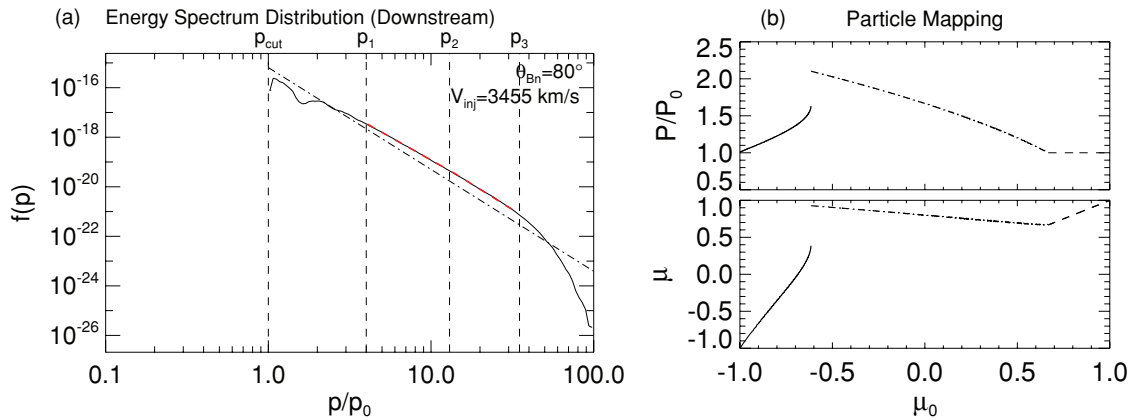 (a) Energy Spectrum Distribution (Downstream)
p_cut p_1 p_2 p_3
θ_Bn=80°
V_inj=3455 km/s
10^-16
10^-18
10^-20
10^-22
10^-24
10^-26
f(p)
0.1 1.0 10.0 100.0
p/p_0
(b) Particle Mapping
2.5
2.0
1.5
1.0
0.5
P/P_0
1.0
0.5
0.0
-0.5
-1.0
μ
-1.0 -0.5 0.0 0.5 1.0
μ_0